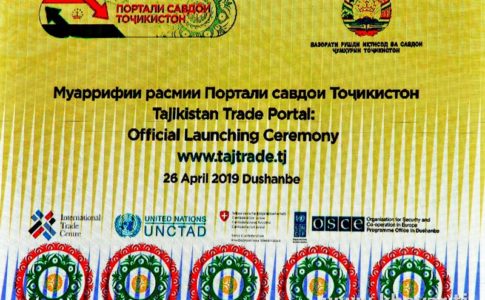 ПОРТАЛИ САВДОИ
ТОҶИКИСТОН
ВАЗОРАТИ РУШДИ ИҚТИСОД ВА САВДОИ
ҶУМҲУРИИ ТОҶИКИСТОН
Муаррифии расмии Портали савдои Тоҷикистон
Tajikistan Trade Portal:
Official Launching Ceremony
www.tajtrade.tj
26 April 2019 Dushanbe
International
Trade
Centre
UNITED NATIONS
UNCTAD
OSCE
Organization for Security and
Co-operation in Europe
Programme Office in Dushanbe